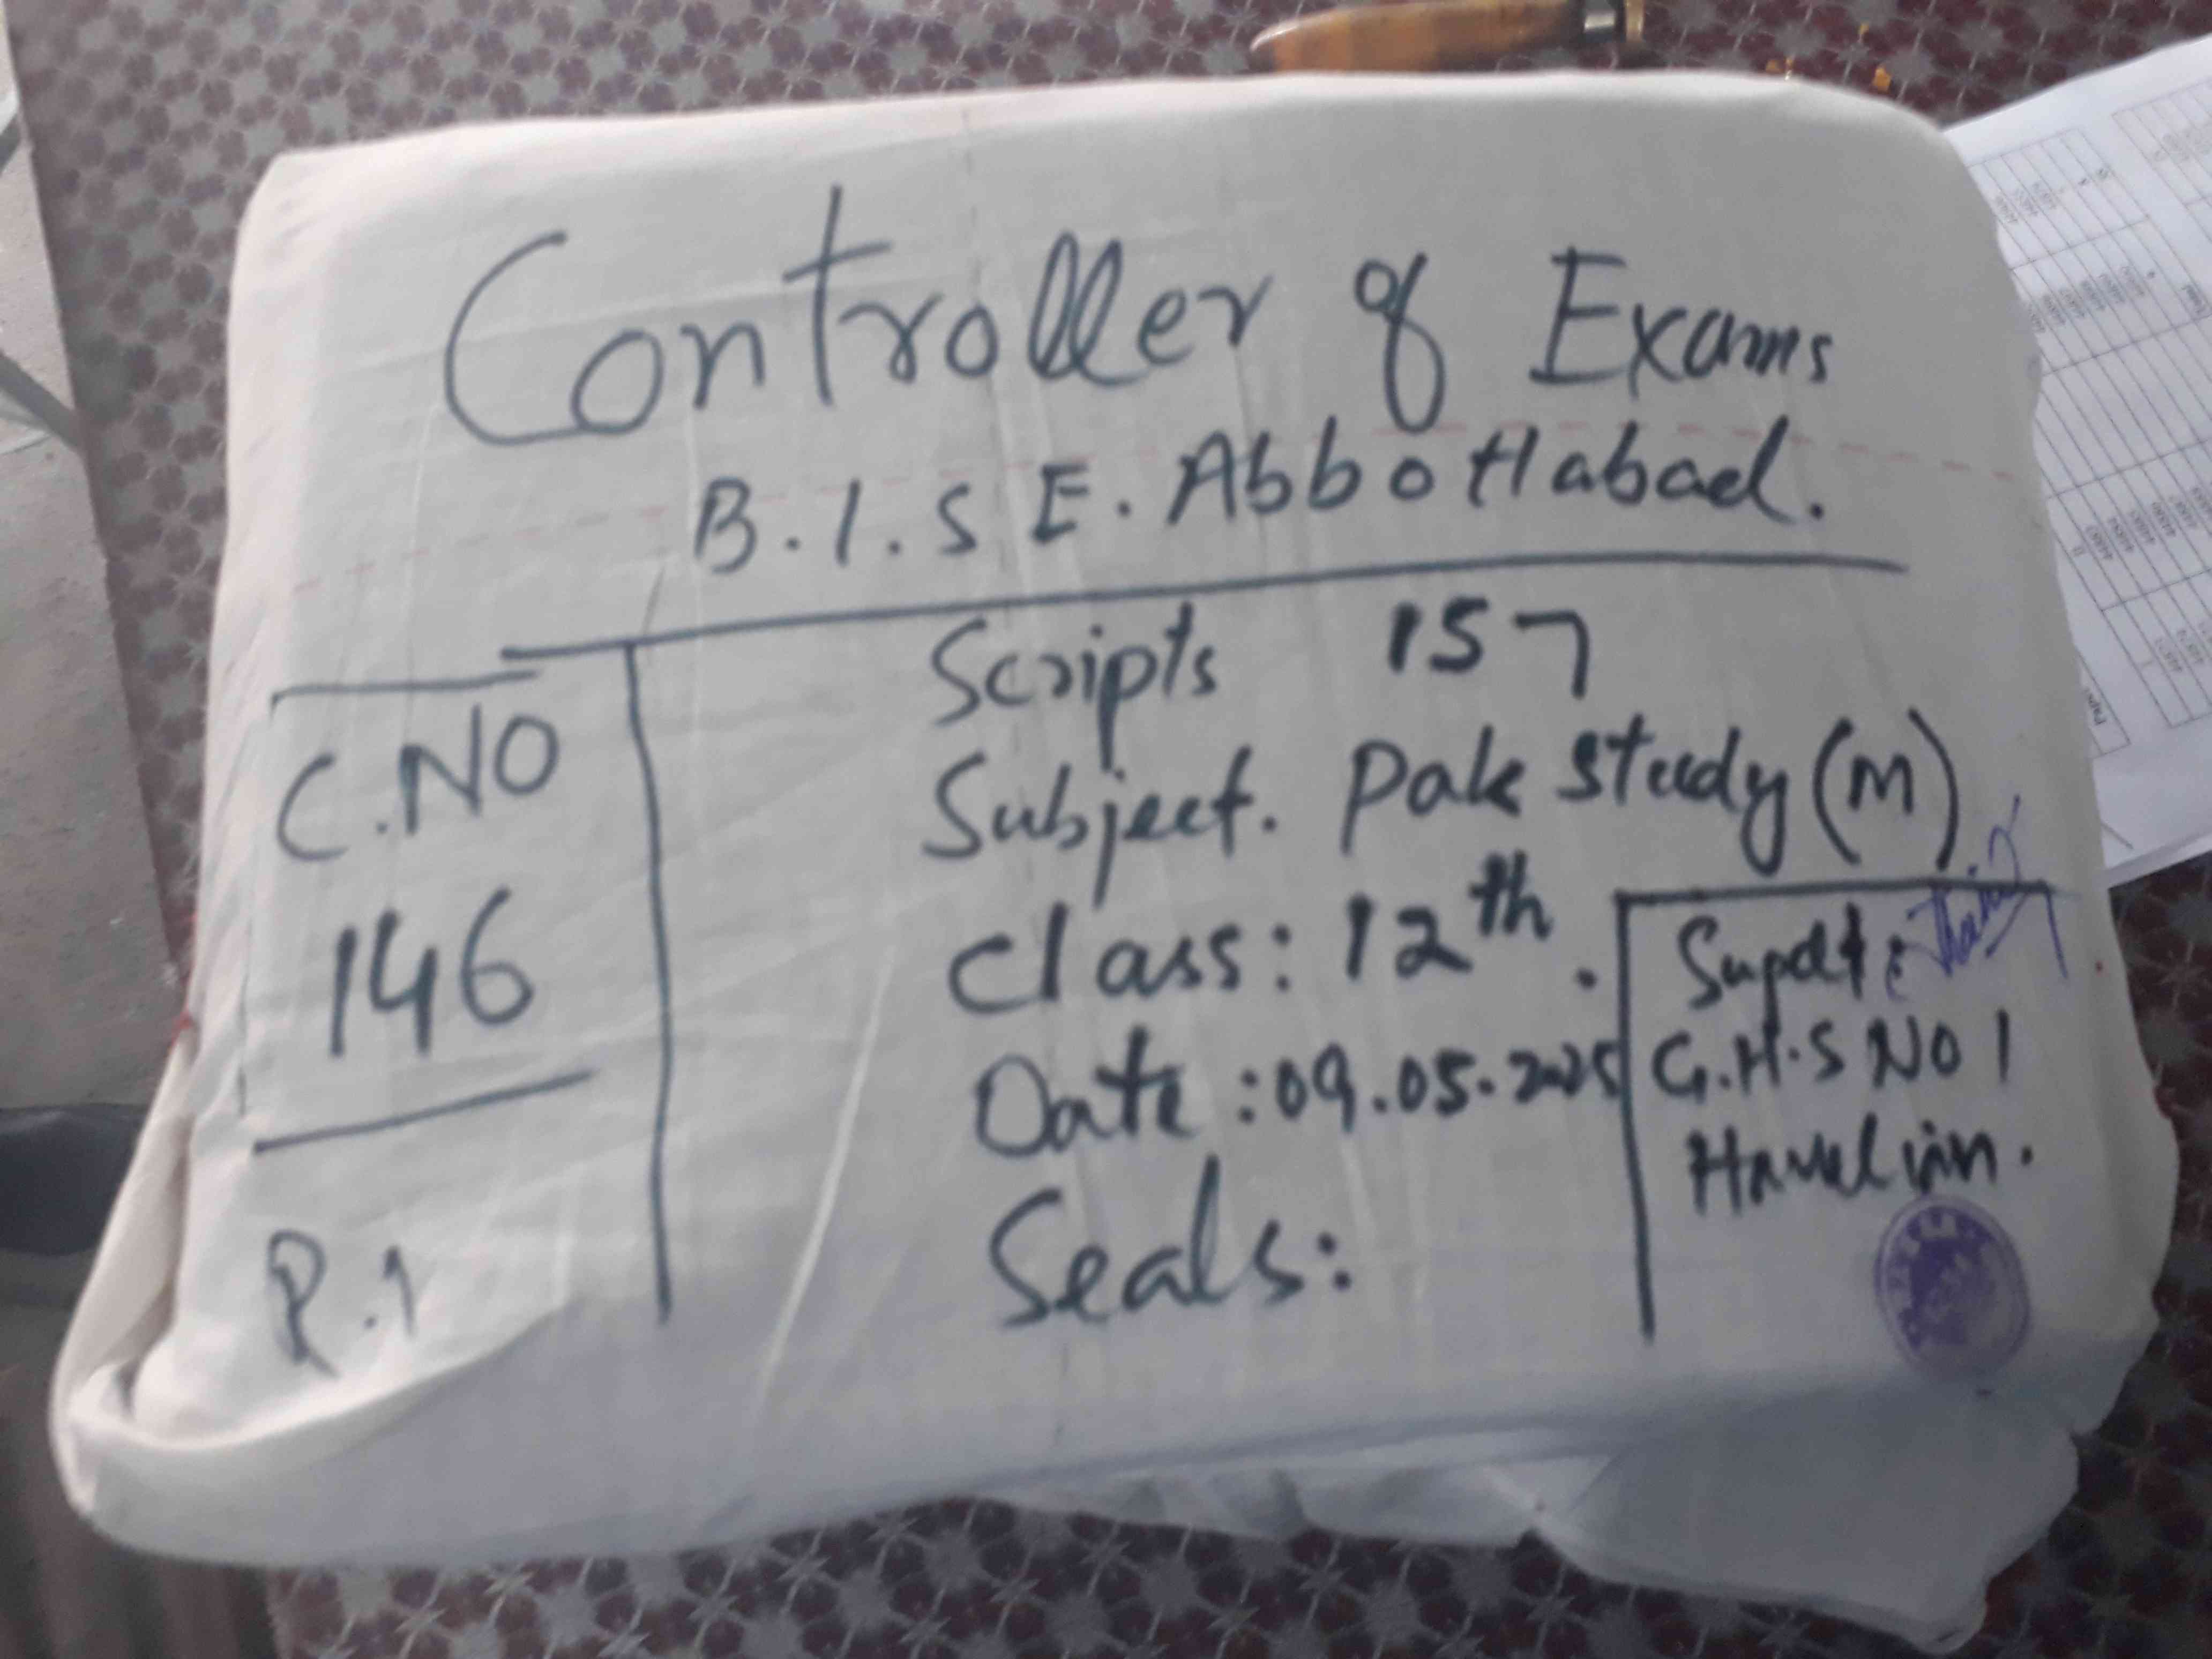 Controller of Exams
B.I.S E. Abbottabad.
C.NO
146
P.1
Scripts 157
Subject. Pak Study (M)
Class: 12th.
Date: 09.05.2025
Seals:
Supdt:
G.H.S NO 1
Havelian.